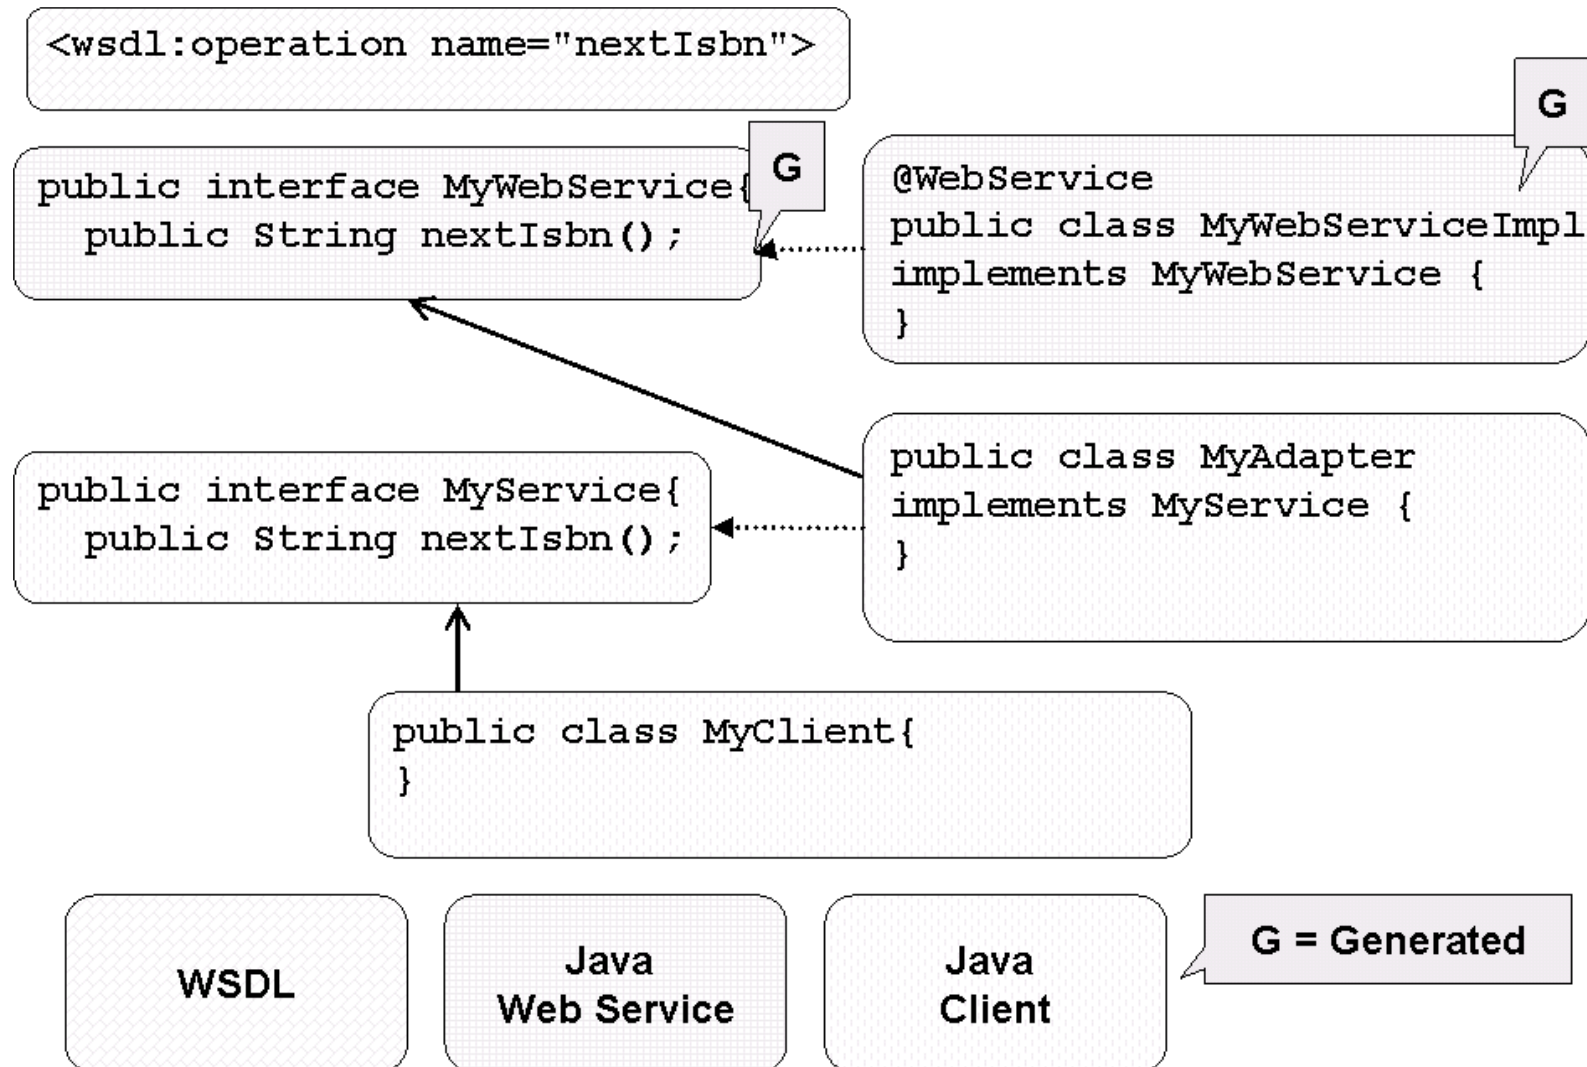 <wsdl:operation name="nextIsbn">
G
G
public interface MyWebService{
public String nextIsbn();
@WebService
public class MyWebServiceImpl
implements MyWebService {
}
public interface MyService{
public String nextIsbn();
public class MyAdapter
implements MyService {
}
public class MyClient{
}
WSDL
Java
Web Service
Java
Client
G = Generated